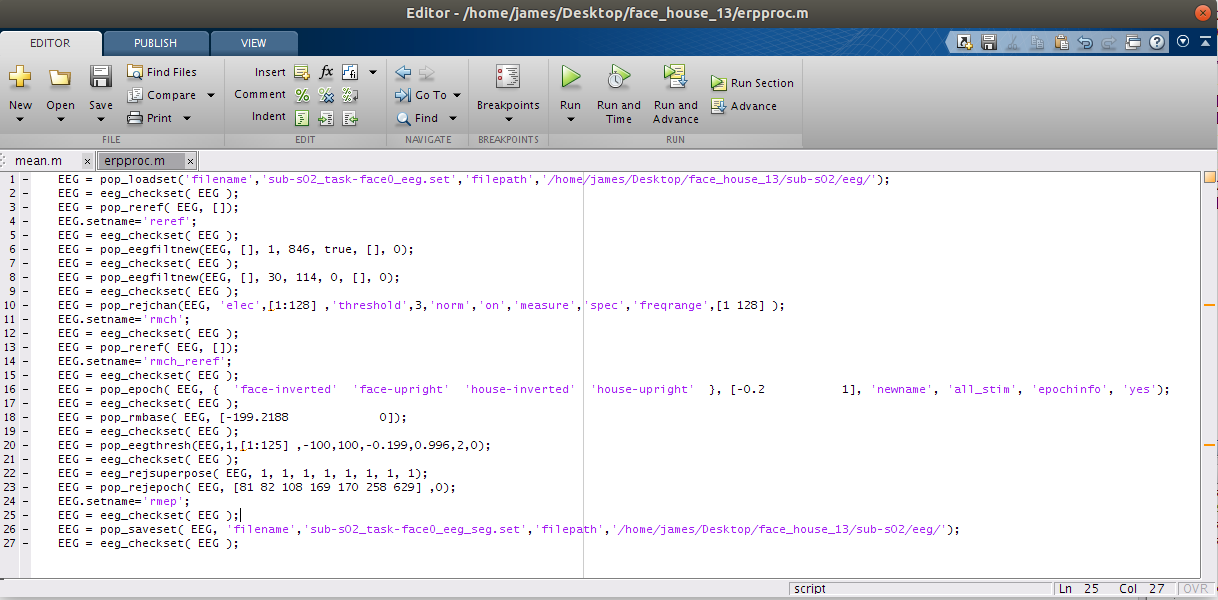 Editor - /home/james/Desktop/face_house_13/erpproc.m
EDITOR PUBLISH VIEW
New Open Save Find Files Compare Print
Insert fx Comment Indent
Go To Find
Breakpoints
Run Run and Time Run and Advance Run Section Advance
FILE EDIT NAVIGATE BREAKPOINTS RUN
mean.m × erpproc.m ×
1 - EEG = pop_loadset('filename','sub-s02_task-face0_eeg.set','filepath','/home/james/Desktop/face_house_13/sub-s02/eeg/');
2 - EEG = eeg_checkset( EEG );
3 - EEG = pop_reref( EEG, []);
4 - EEG.setname='reref';
5 - EEG = eeg_checkset( EEG );
6 - EEG = pop_eegfiltnew(EEG, [], 1, 846, true, [], 0);
7 - EEG = eeg_checkset( EEG );
8 - EEG = pop_eegfiltnew(EEG, [], 30, 114, 0, [], 0);
9 - EEG = eeg_checkset( EEG );
10 - EEG = pop_rejchan(EEG, 'elec',[1:128] ,'threshold',3,'norm','on','measure','spec','freqrange',[1 128] );
11 - EEG.setname='rmch';
12 - EEG = eeg_checkset( EEG );
13 - EEG = pop_reref( EEG, []);
14 - EEG.setname='rmch_reref';
15 - EEG = eeg_checkset( EEG );
16 - EEG = pop_epoch( EEG, {  'face-inverted'  'face-upright'  'house-inverted'  'house-upright'  }, [-0.2           1], 'newname', 'all_stim', 'epochinfo', 'yes');
17 - EEG = eeg_checkset( EEG );
18 - EEG = pop_rmbase( EEG, [-199.2188             0]);
19 - EEG = eeg_checkset( EEG );
20 - EEG = pop_eegthresh(EEG,1,[1:125] ,-100,100,-0.199,0.996,2,0);
21 - EEG = eeg_checkset( EEG );
22 - EEG = eeg_rejsuperpose( EEG, 1, 1, 1, 1, 1, 1, 1, 1);
23 - EEG = pop_rejepoch( EEG, [81 82 108 169 170 258 629] ,0);
24 - EEG.setname='rmep';
25 - EEG = eeg_checkset( EEG );
26 - EEG = pop_saveset( EEG, 'filename','sub-s02_task-face0_eeg_seg.set','filepath','/home/james/Desktop/face_house_13/sub-s02/eeg/');
27 - EEG = eeg_checkset( EEG );
script Ln 25 Col 27 OVR